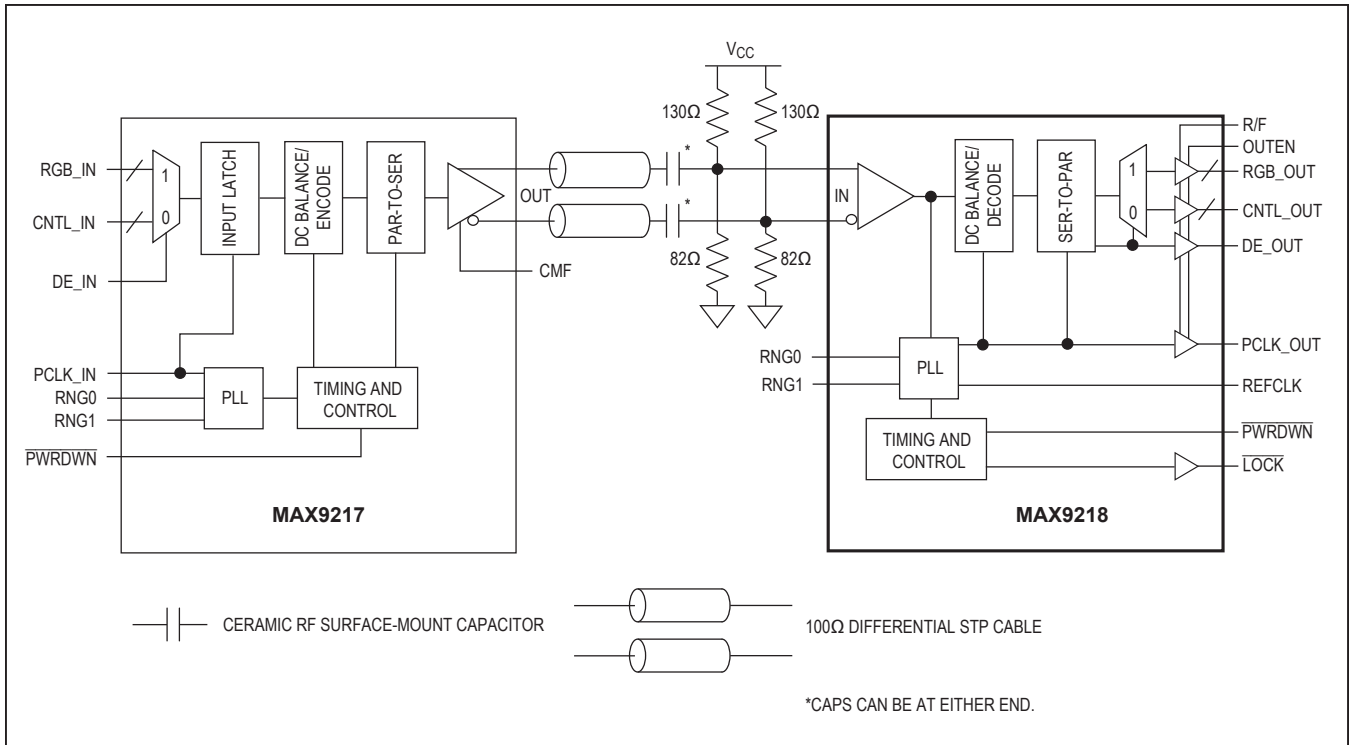 VCC
130Ω
130Ω
RGB_IN
CNTL_IN
DE_IN
PCLK_IN
RNG0
RNG1
PWRDWN
1
0
INPUT LATCH
DC BALANCE/
ENCODE
PAR-TO-SER
PLL
TIMING AND
CONTROL
OUT
CMF
MAX9217
*
*
82Ω
82Ω
IN
RNG0
RNG1
DC BALANCE/
DECODE
SER-TO-PAR
1
0
PLL
TIMING AND
CONTROL
MAX9218
R/F
OUTEN
RGB_OUT
CNTL_OUT
DE_OUT
PCLK_OUT
REFCLK
PWRDWN
LOCK
CERAMIC RF SURFACE-MOUNT CAPACITOR
100Ω DIFFERENTIAL STP CABLE
*CAPS CAN BE AT EITHER END.